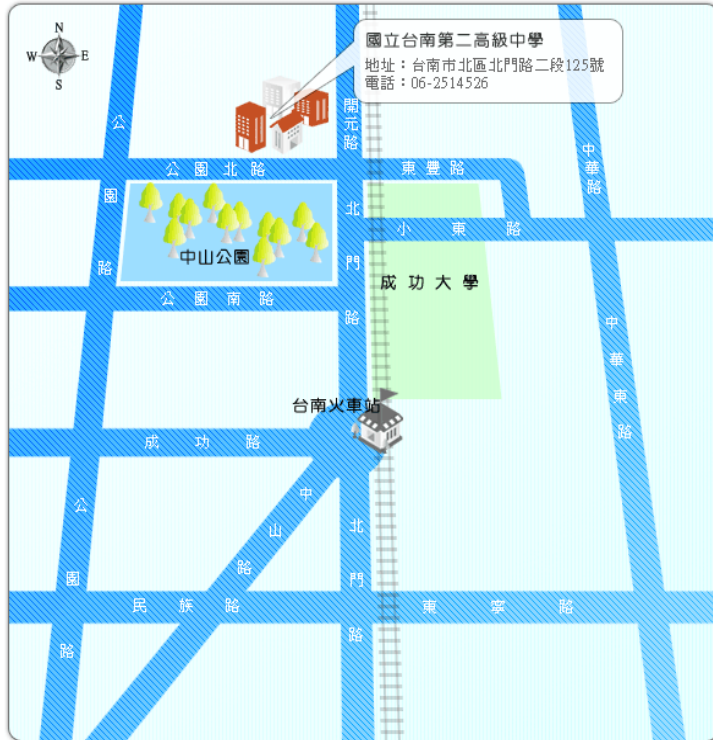 N
W E
S
國立台南第二高級中學
地址：台南市北區北門路二段125號
電話：06-2514526
開元路
公園路
公園北路
東豐路
中華路
北門路
小東路
中山公園
成功大學
公園南路
中華東路
台南火車站
成功路
中山路
公園路
北門路
民族路
東寧路